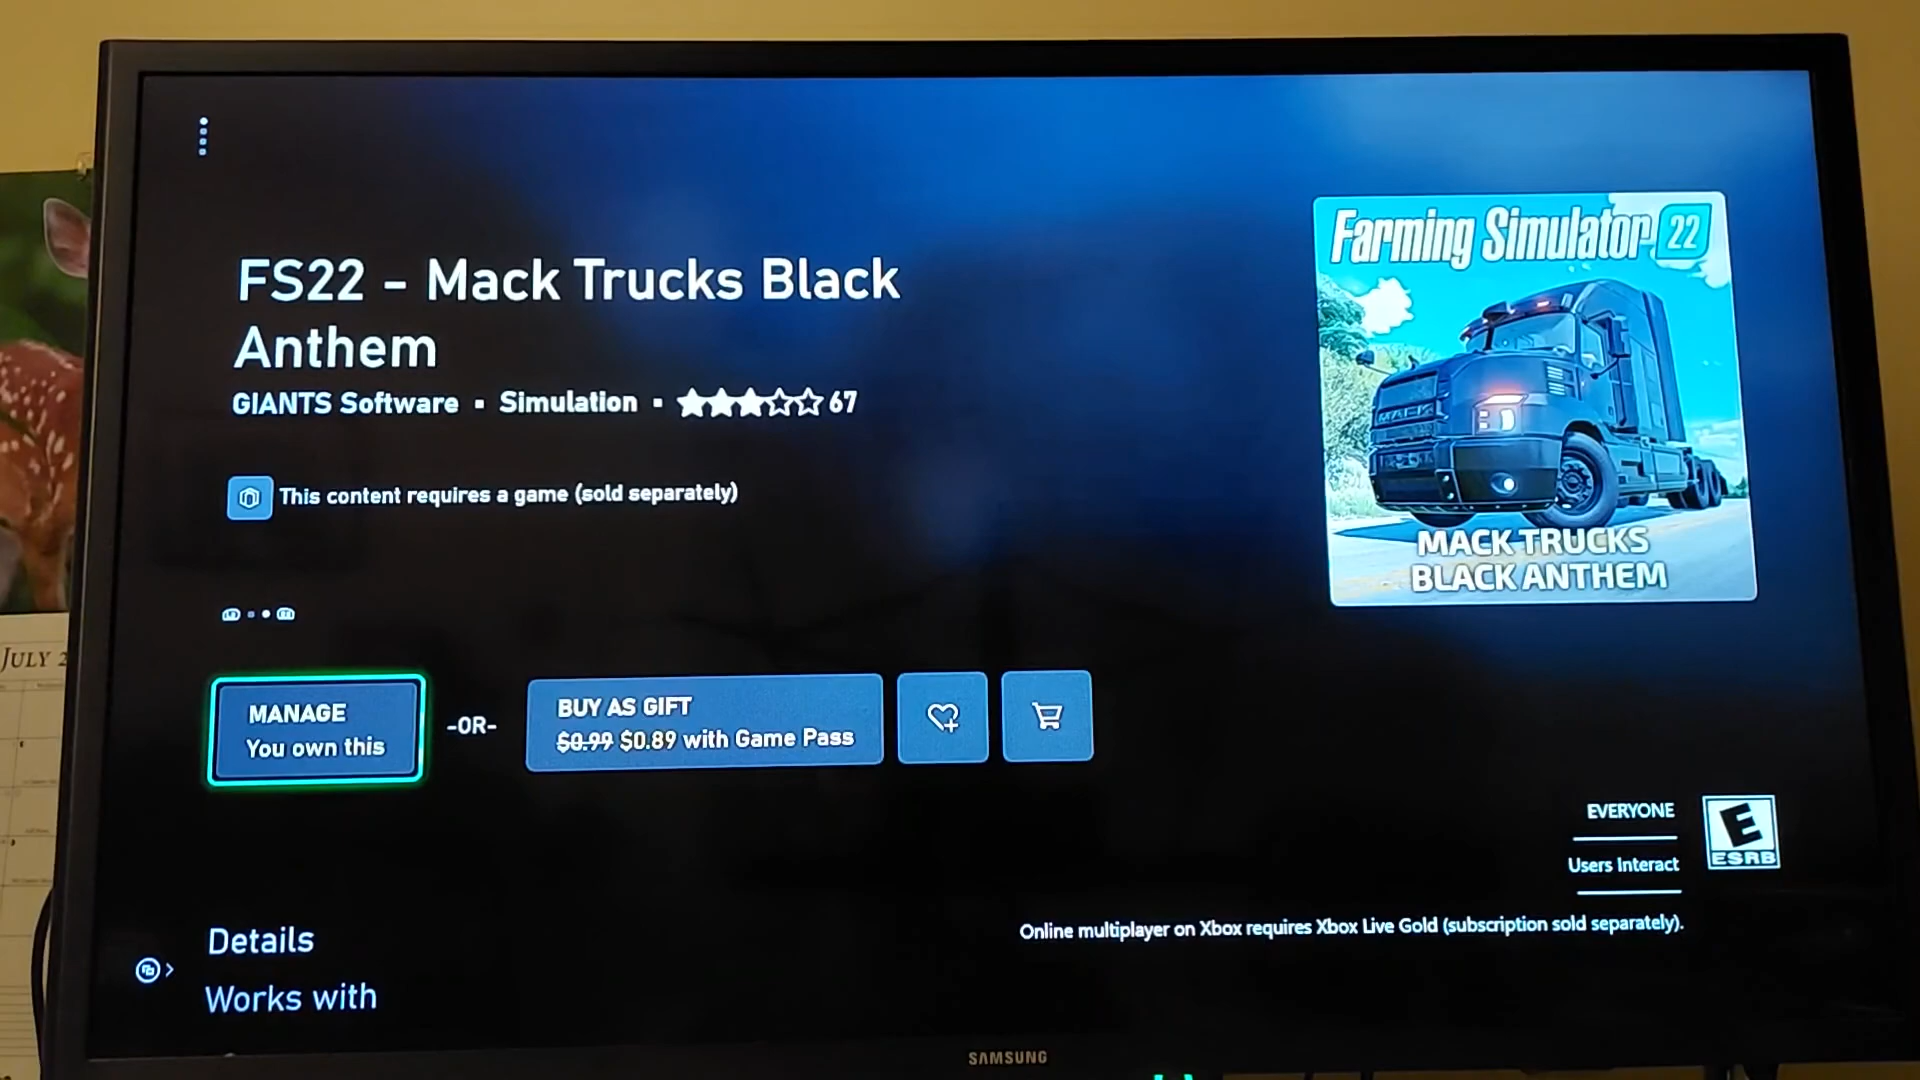 FS22 - Mack Trucks Black
Anthem
GIANTS Software ▪ Simulation ▪ 67
This content requires a game (sold separately)
Farming Simulator 22
MACK
MACK TRUCKS
BLACK ANTHEM
JULY 2
MANAGE
You own this
-OR-
BUY AS GIFT
$0.99 $0.89 with Game Pass
EVERYONE
Users Interact
E
ESRB
Online multiplayer on Xbox requires Xbox Live Gold (subscription sold separately).
Details
Works with
SAMSUNG